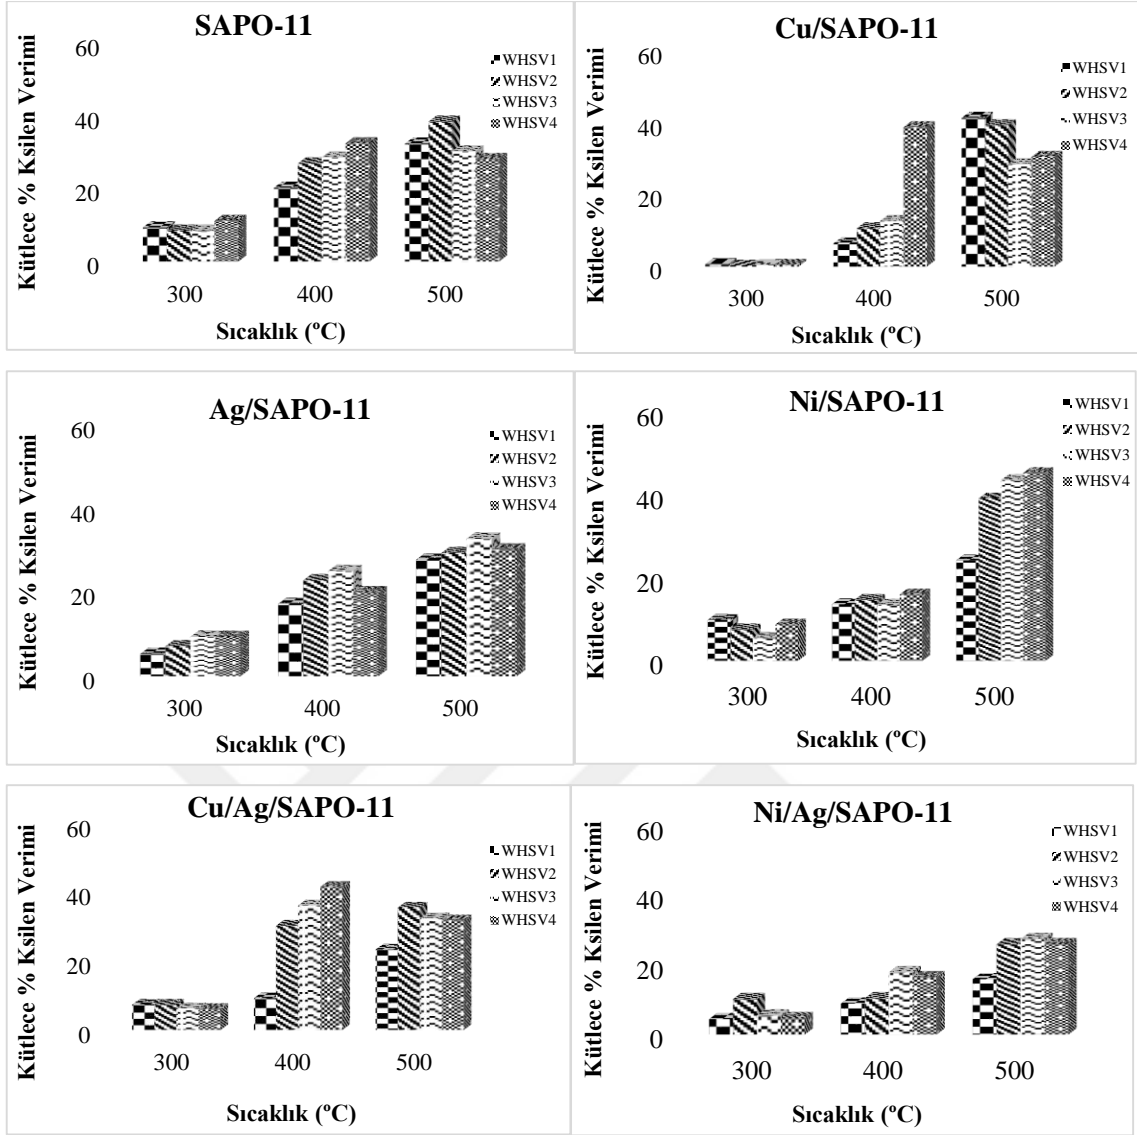 SAPO-11
Kütlece % Ksilen Verimi
60
40
20
0
300
400
500
Sıcaklık (ºC)
WHSV1
WHSV2
WHSV3
WHSV4
Cu/SAPO-11
Kütlece % Ksilen Verimi
60
40
20
0
300
400
500
Sıcaklık (ºC)
WHSV1
WHSV2
WHSV3
WHSV4
Ag/SAPO-11
Kütlece % Ksilen Verimi
60
40
20
0
300
400
500
Sıcaklık (ºC)
WHSV1
WHSV2
WHSV3
WHSV4
Ni/SAPO-11
Kütlece % Ksilen Verimi
60
40
20
0
300
400
500
Sıcaklık (ºC)
WHSV1
WHSV2
WHSV3
WHSV4
Cu/Ag/SAPO-11
Kütlece % Ksilen Verimi
60
40
20
0
300
400
500
Sıcaklık (ºC)
WHSV1
WHSV2
WHSV3
WHSV4
Ni/Ag/SAPO-11
Kütlece % Ksilen Verimi
60
40
20
0
300
400
500
Sıcaklık (ºC)
WHSV1
WHSV2
WHSV3
WHSV4